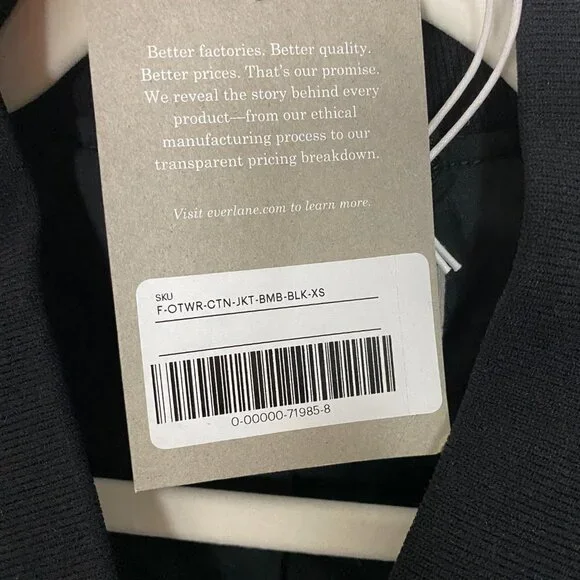 Better factories. Better quality.
Better prices. That's our promise.
We reveal the story behind every
product—from our ethical
manufacturing process to our
transparent pricing breakdown.
Visit everlane.com to learn more.
SKU
F-OTWR-CTN-JKT-BMB-BLK-XS
0-00000-71985-8